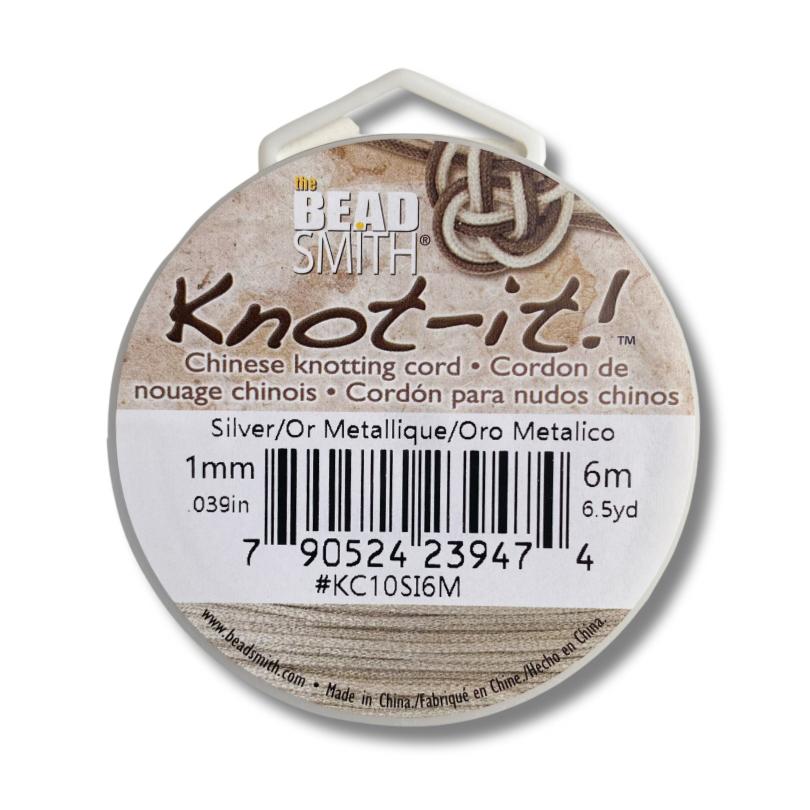 the
BEAD
SMITH®
Knot-it!™
Chinese knotting cord • Cordon de
nouage chinois • Cordón para nudos chinos
Silver/Or Metallique/Oro Metalico
1mm
.039in
6m
6.5yd
7 90524 23947 4
#KC10SI6M
www.beadsmith.com • Made in China./Fabriqué en Chine./Hecho en China.